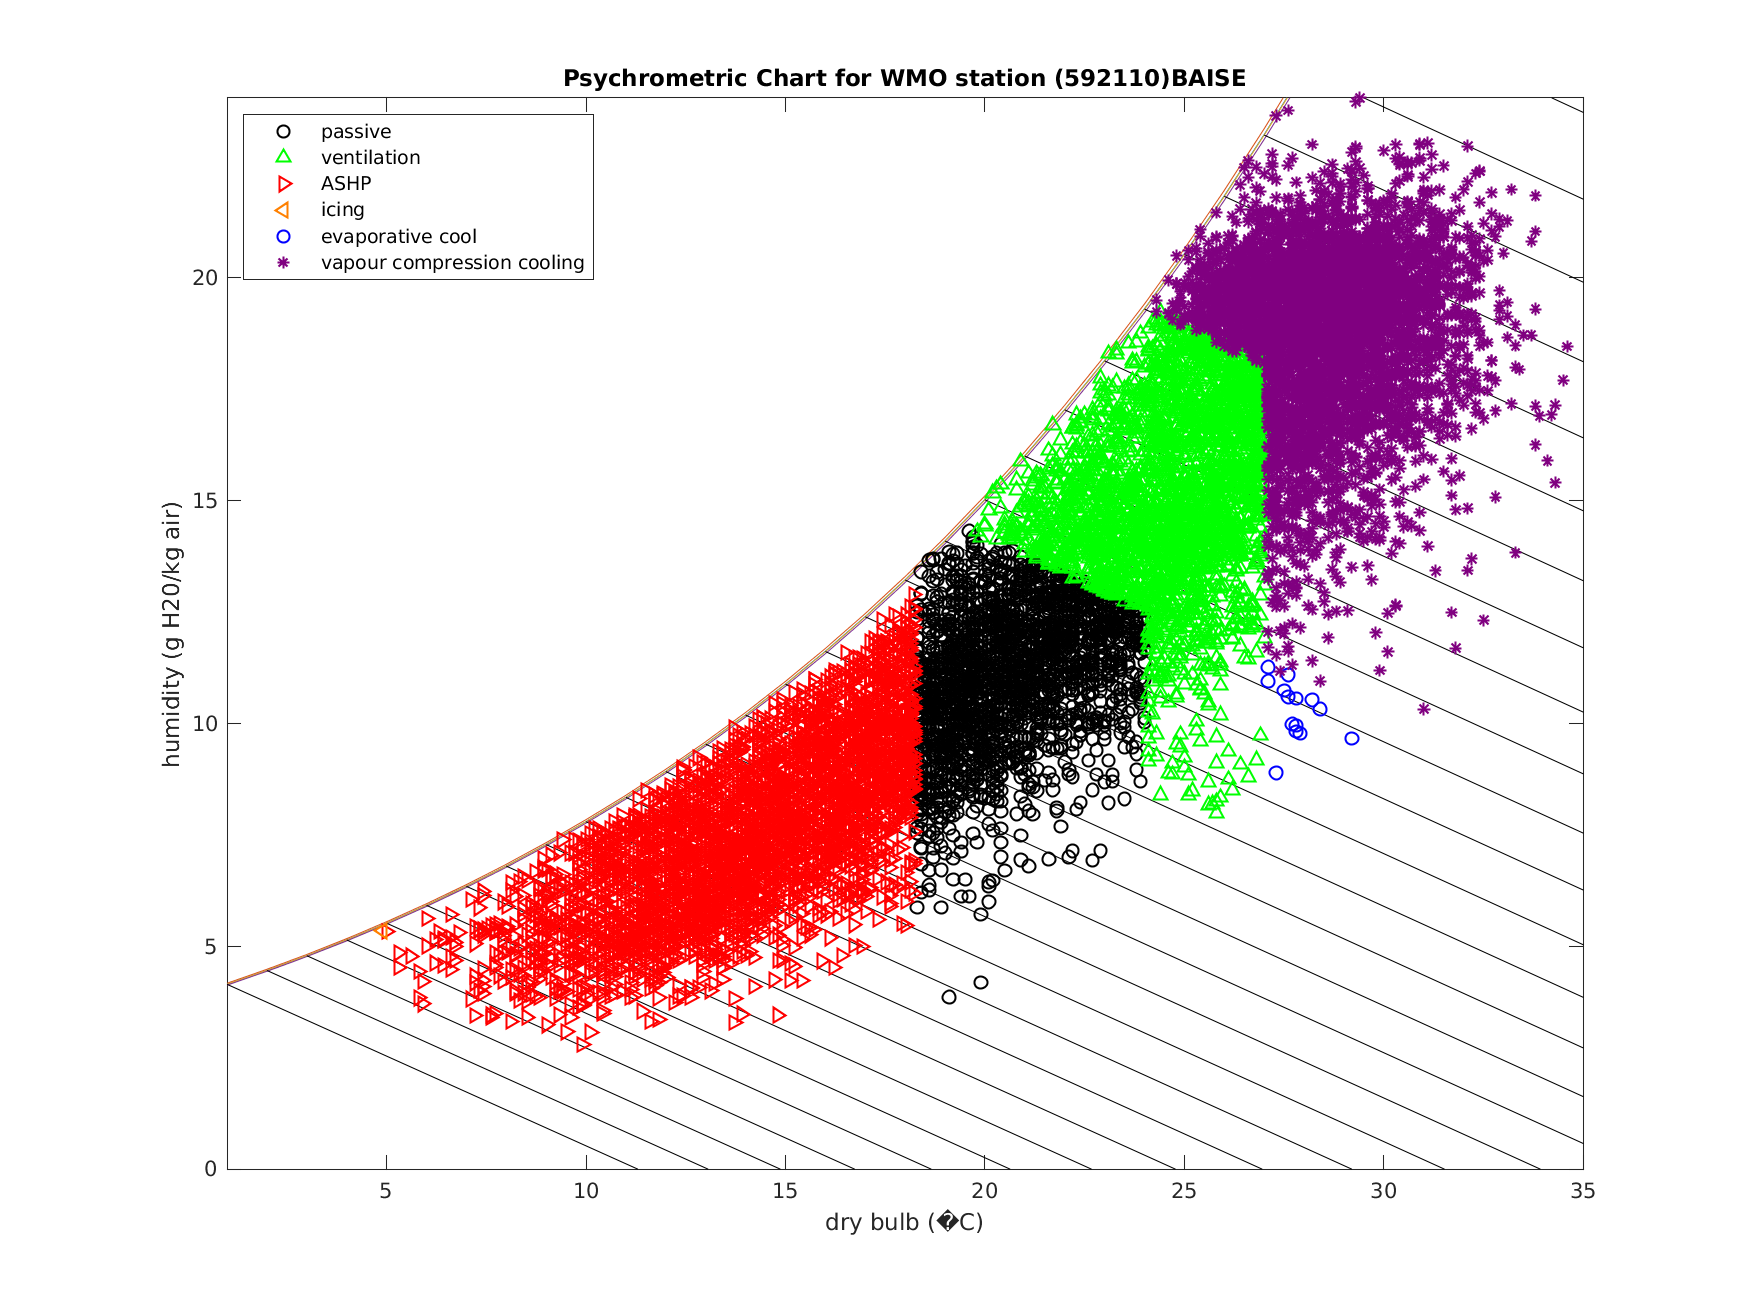 Psychrometric Chart for WMO station (592110)BAISE
passive
ventilation
ASHP
icing
evaporative cool
vapour compression cooling
humidity (g H20/kg air)
20
15
10
5
0
5 10 15 20 25 30 35
dry bulb (�C)